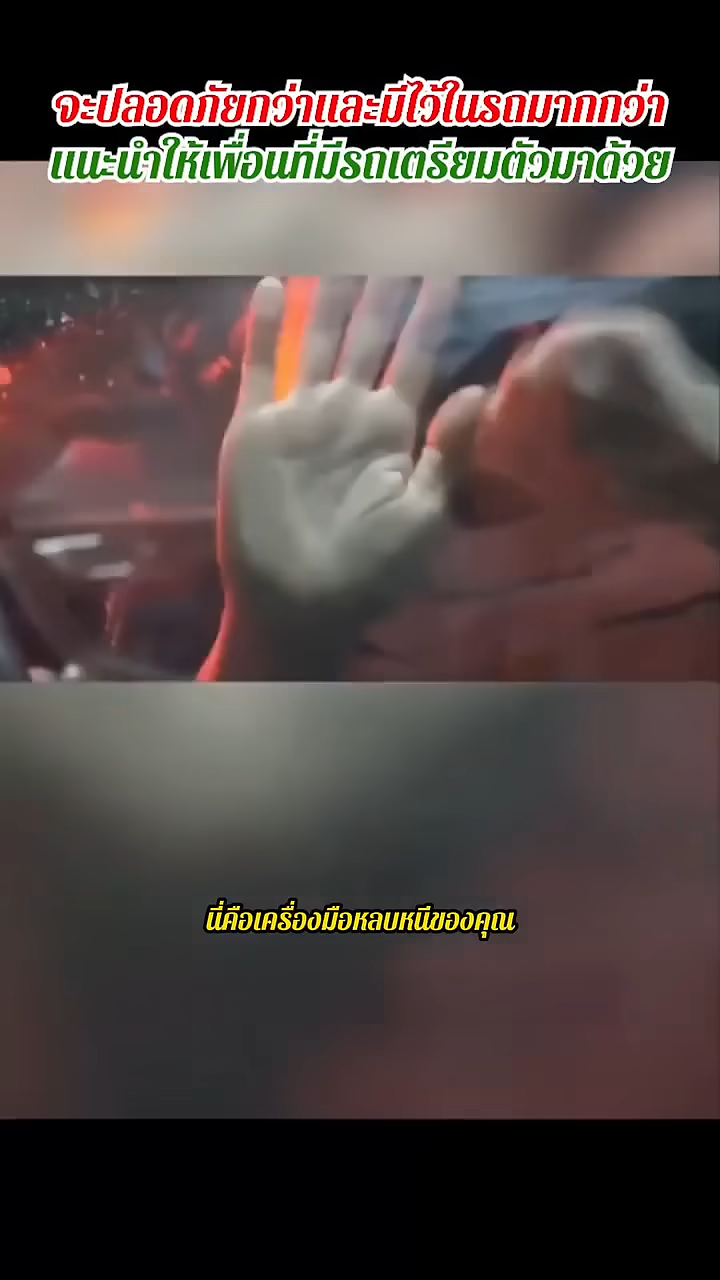 จะปลอดภัยกว่าและมีไว้ในรถมากกว่า
แนะนำให้เพื่อนที่มีรถเตรียมตัวมาด้วย
นี่คือเครื่องมือหลบหนีของคุณ